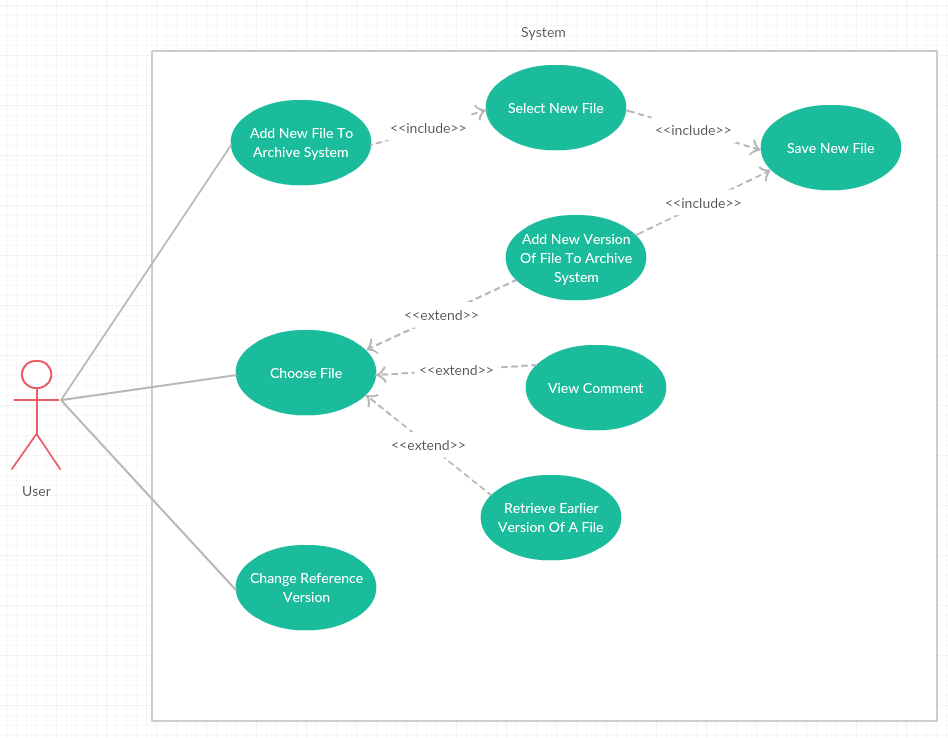 System
Select New File
Add New File To
Archive System
<<include>>
<<include>>
Save New File
<<include>>
Add New Version
Of File To Archive
System
<<extend>>
Choose File
<<extend>>
View Comment
<<extend>>
User
Retrieve Earlier
Version Of A File
Change Reference
Version